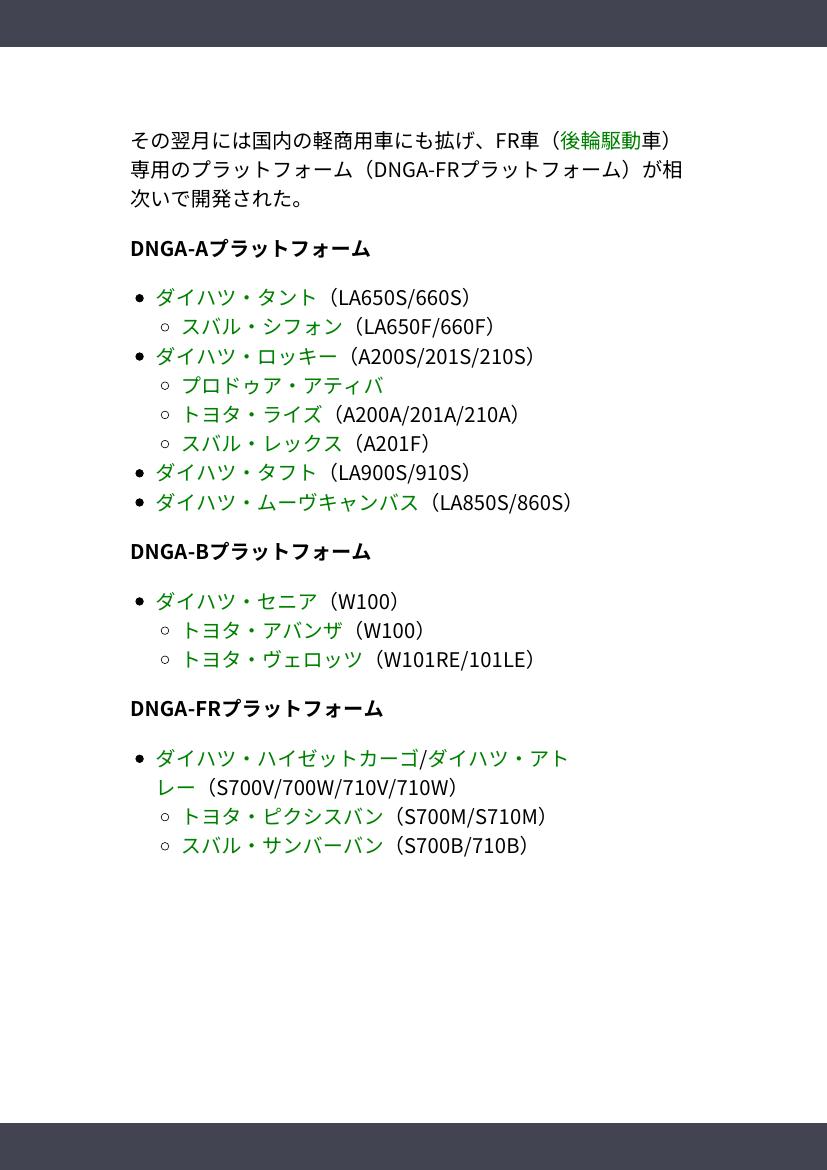 その翌月には国内の軽商用車にも拡げ、FR車（後輪駆動車）
専用のプラットフォーム（DNGA-FRプラットフォーム）が相
次いで開発された。
DNGA-Aプラットフォーム
• ダイハツ・タント（LA650S/660S）
◦ スバル・シフォン（LA650F/660F）
• ダイハツ・ロッキー（A200S/201S/210S）
◦ プロドゥア・アティバ
◦ トヨタ・ライズ（A200A/201A/210A）
◦ スバル・レックス（A201F）
• ダイハツ・タフト（LA900S/910S）
• ダイハツ・ムーヴキャンバス（LA850S/860S）
DNGA-Bプラットフォーム
• ダイハツ・セニア（W100）
◦ トヨタ・アバンザ（W100）
◦ トヨタ・ヴェロッツ（W101RE/101LE）
DNGA-FRプラットフォーム
• ダイハツ・ハイゼットカーゴ/ダイハツ・アト
レー（S700V/700W/710V/710W）
◦ トヨタ・ピクシスバン（S700M/S710M）
◦ スバル・サンバーバン（S700B/710B）